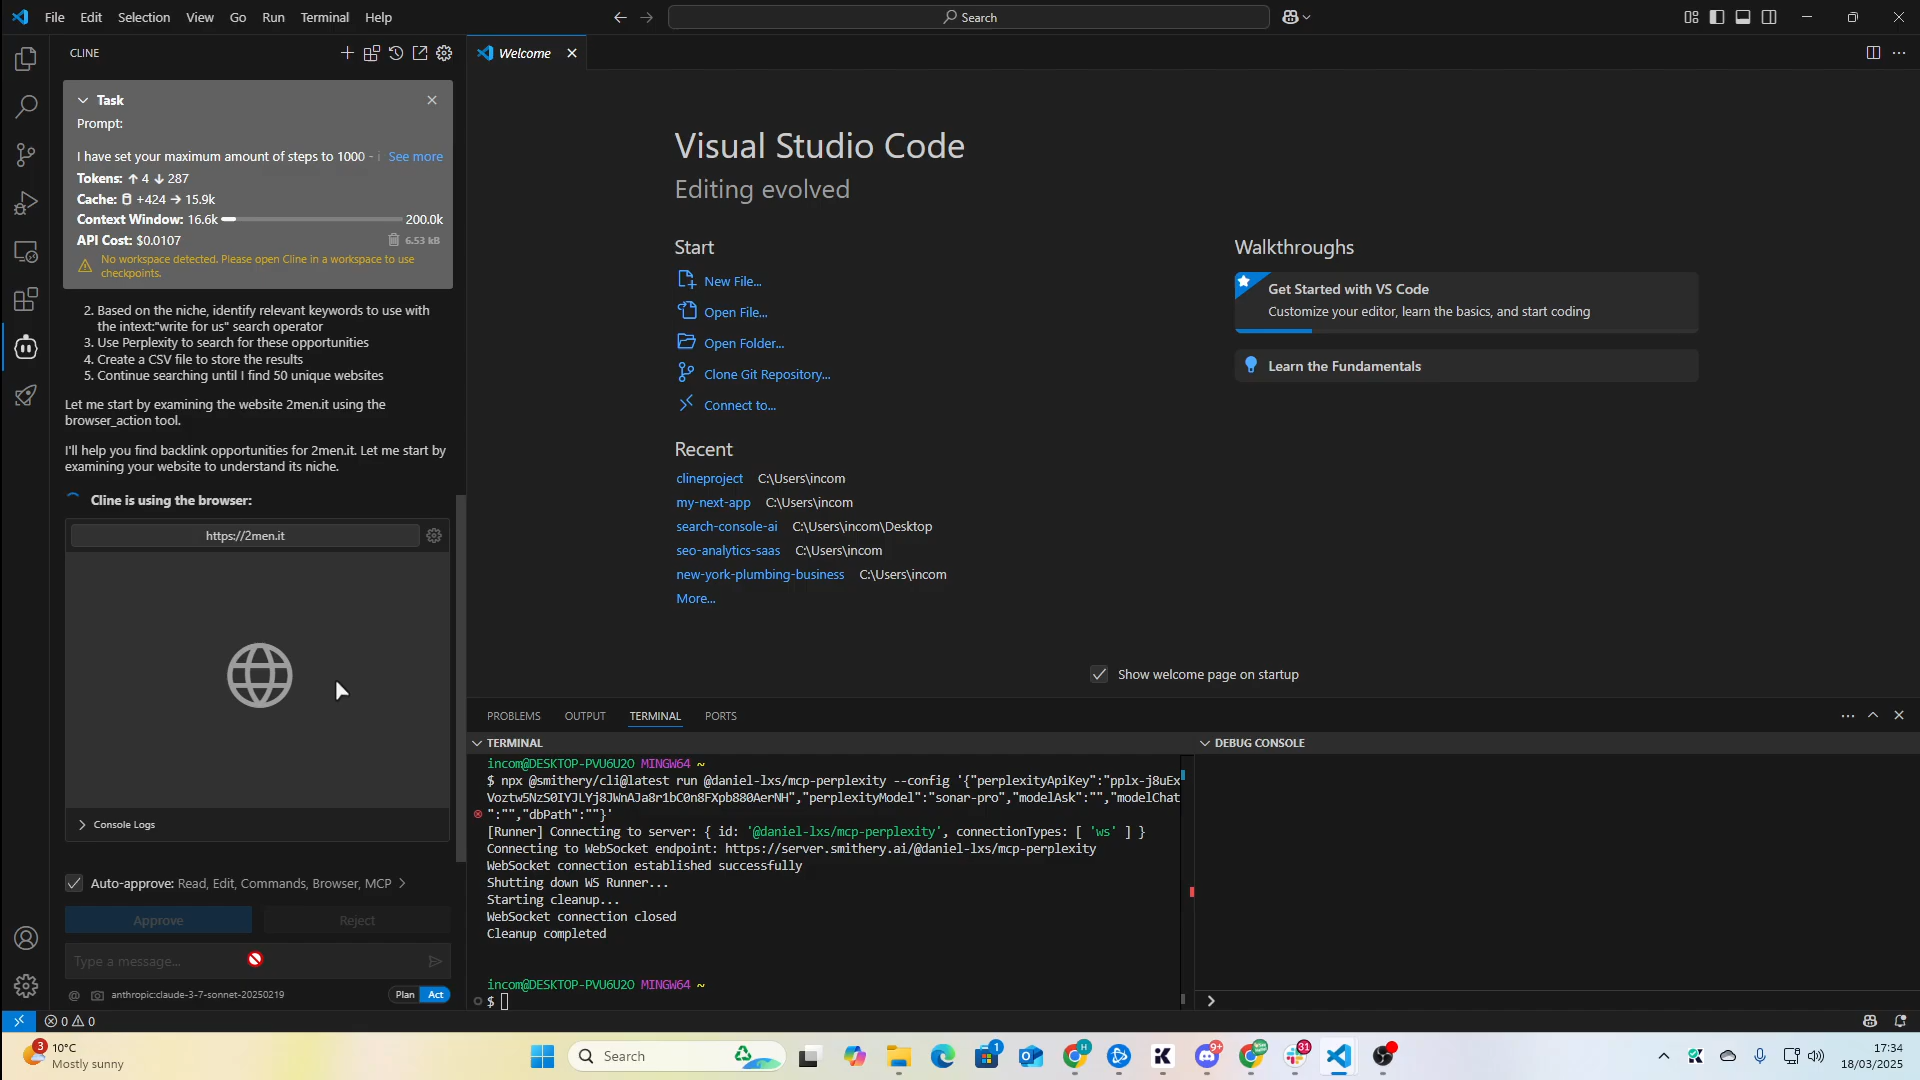 File Edit Selection View Go Run Terminal Help
Search
CLINE
Welcome
Task
Prompt:
I have set your maximum amount of steps to 1000 - i See more
Tokens: ↑ 4 ↓ 287
Cache: +424 → 15.9k
Context Window: 16.6k 200.0k
API Cost: $0.0107 6.53 kB
No workspace detected. Please open Cline in a workspace to use
checkpoints.
2. Based on the niche, identify relevant keywords to use with
the intext:"write for us" search operator
3. Use Perplexity to search for these opportunities
4. Create a CSV file to store the results
5. Continue searching until I find 50 unique websites
Let me start by examining the website 2men.it using the
browser_action tool.
I'll help you find backlink opportunities for 2men.it. Let me start by
examining your website to understand its niche.
Cline is using the browser:
https://2men.it
Console Logs
Auto-approve: Read, Edit, Commands, Browser, MCP
Approve Reject
Type a message...
@ anthropic:claude-3-7-sonnet-20250219 Plan Act
Visual Studio Code
Editing evolved
Start
New File...
Open File...
Open Folder...
Clone Git Repository...
Connect to...
Recent
clineproject C:\Users\incom
my-next-app C:\Users\incom
search-console-ai C:\Users\incom\Desktop
seo-analytics-saas C:\Users\incom
new-york-plumbing-business C:\Users\incom
More...
Walkthroughs
Get Started with VS Code
Customize your editor, learn the basics, and start coding
Learn the Fundamentals
Show welcome page on startup
PROBLEMS OUTPUT TERMINAL PORTS
TERMINAL
incom@DESKTOP-PVU6U2O MINGW64 ~
$ npx @smithery/cli@latest run @daniel-lxs/mcp-perplexity --config '{"perplexityApiKey":"pplx-j8uEx
Voztw5NzS0IYJLYj8JWnAJa8r1bC0n8FXpb880AerNH","perplexityModel":"sonar-pro","modelAsk":"","modelChat
":"","dbPath":""}'
[Runner] Connecting to server: { id: '@daniel-lxs/mcp-perplexity', connectionTypes: [ 'ws' ] }
Connecting to WebSocket endpoint: https://server.smithery.ai/@daniel-lxs/mcp-perplexity
WebSocket connection established successfully
Shutting down WS Runner...
Starting cleanup...
WebSocket connection closed
Cleanup completed
incom@DESKTOP-PVU6U2O MINGW64 ~
$
DEBUG CONSOLE
0 0
3
10°C
Mostly sunny
Search
1
H
9+
31
17:34
18/03/2025